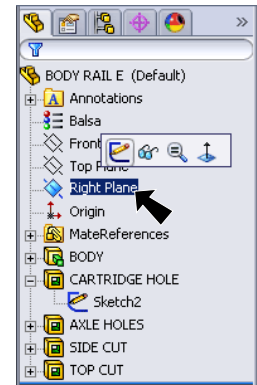 »
BODY RAIL E (Default)
Annotations
Balsa
Front
Top Plane
Right Plane
Origin
MateReferences
BODY
CARTRIDGE HOLE
Sketch2
AXLE HOLES
SIDE CUT
TOP CUT